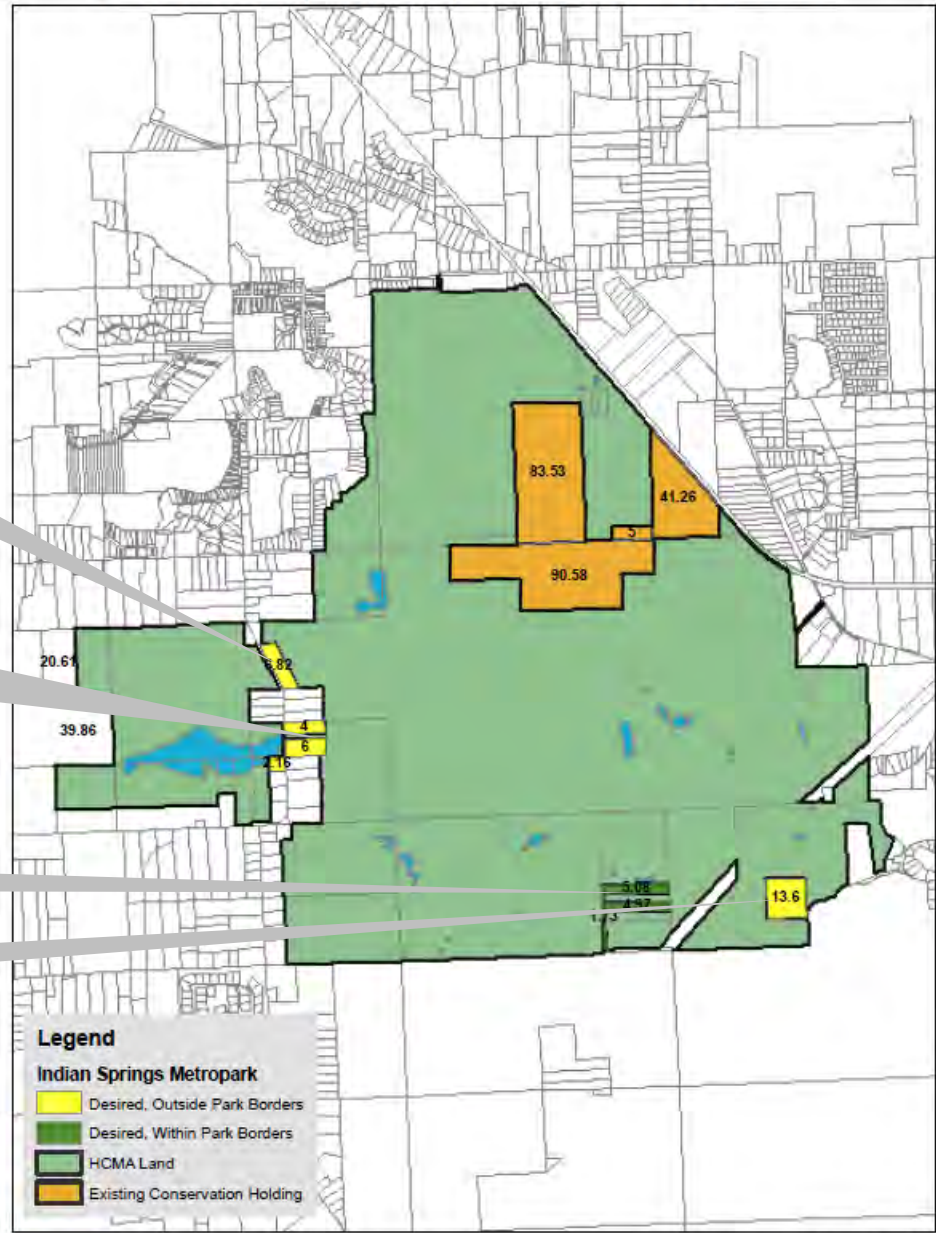 83.53
41.26
5
90.58
20.61
6.82
39.86
4
6
2.16
5.08
4.97
13.6
Legend
Indian Springs Metropark
Desired, Outside Park Borders
Desired, Within Park Borders
HCMA Land
Existing Conservation Holding